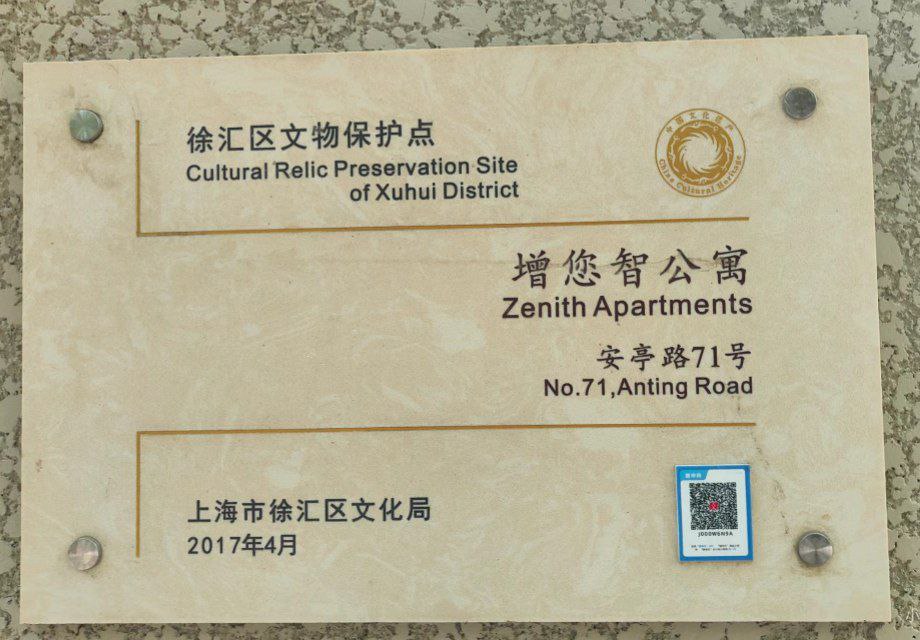 徐汇区文物保护点
Cultural Relic Preservation Site
of Xuhui District
中国文化遗产
China Cultural Heritage
增您智公寓
Zenith Apartments
安亭路71号
No.71,Anting Road
上海市徐汇区文化局
2017年4月
J000W6N9A